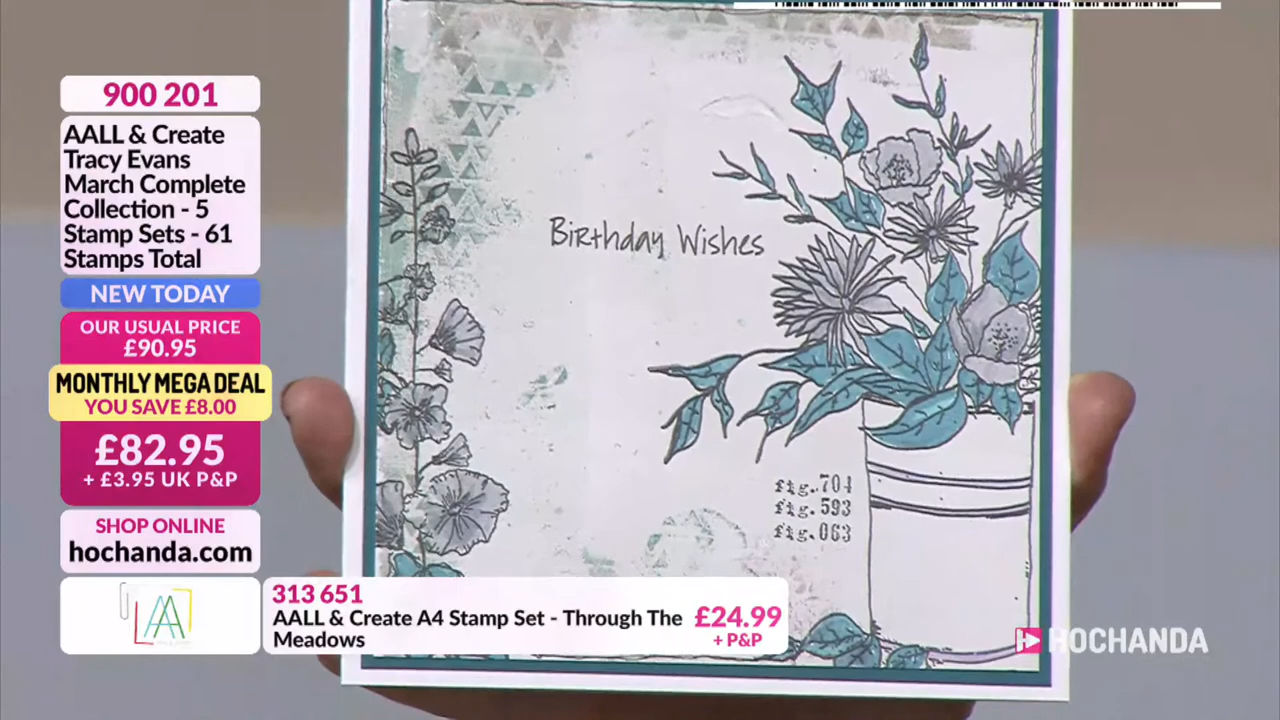 900 201
AALL & Create
Tracy Evans
March Complete
Collection - 5
Stamp Sets - 61
Stamps Total
NEW TODAY
OUR USUAL PRICE
£90.95
MONTHLY MEGA DEAL
YOU SAVE £8.00
£82.95
+ £3.95 UK P&P
SHOP ONLINE
hochanda.com
Birthday Wishes
fig.704
fig.593
fig.063
313 651
AALL & Create A4 Stamp Set - Through The
Meadows
£24.99
+ P&P
HOCHANDA